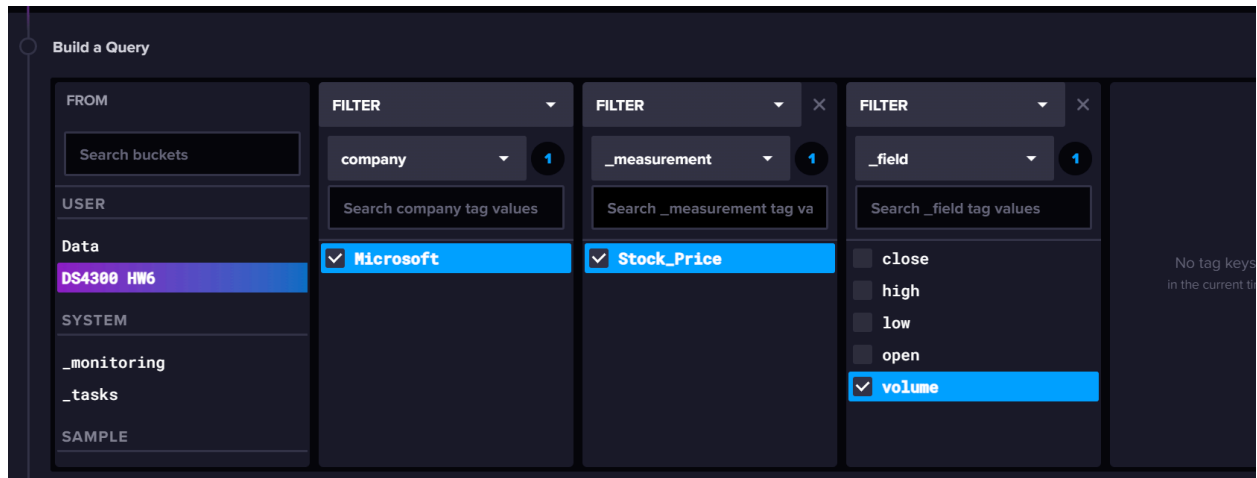 Build a Query
FROM
Search buckets
USER
Data
DS4300 HW6
SYSTEM
_monitoring
_tasks
SAMPLE
FILTER
company
1
Search company tag values
Microsoft
FILTER
_measurement
1
Search _measurement tag va
Stock_Price
FILTER
_field
1
Search _field tag values
close
high
low
open
volume
No tag keys
in the current ti